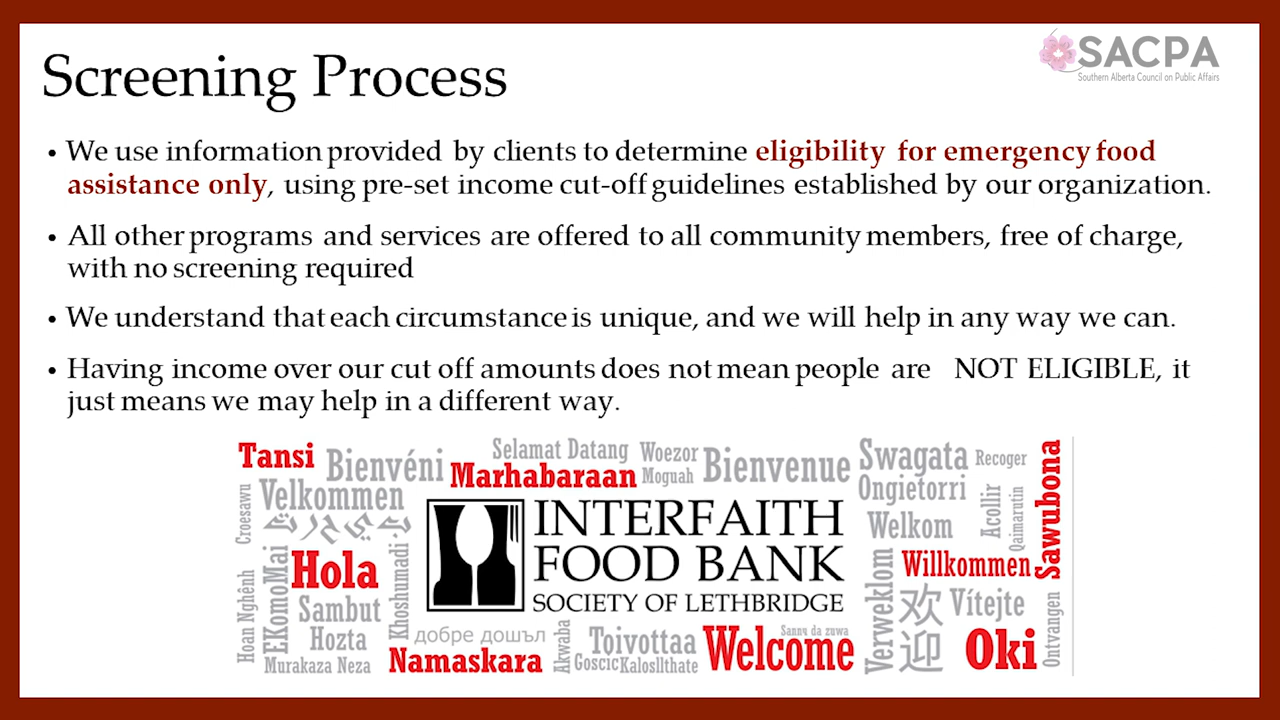 SACPA
Southern Alberta Council on Public Affairs
Screening Process
• We use information provided by clients to determine eligibility for emergency food
assistance only, using pre-set income cut-off guidelines established by our organization.
• All other programs and services are offered to all community members, free of charge,
with no screening required
• We understand that each circumstance is unique, and we will help in any way we can.
• Having income over our cut off amounts does not mean people are NOT ELIGIBLE, it
just means we may help in a different way.
Tansi
Bienvéni
Selamat Datang
Woezor
Bienvenue
Swagata
Recoger
Marhabaraan
Moguah
Velkommen
Ongietorri
Croesawu
Acollir
Qaimarutin
Sawubona
Welkom
INTERFAITH
FOOD BANK
SOCIETY OF LETHBRIDGE
Hola
EKomoMai
Khoshumadi
Willkommen
Hoan Nghênh
Sambut
Verweklom
欢
迎
Vítejte
Hozta
Murakaza Neza
добре дошъл
Namaskara
Akwaba
Toivottaa
Goscic
Kalosllthate
Welcome
Sannu da zuwa
Oki
Ontvangen